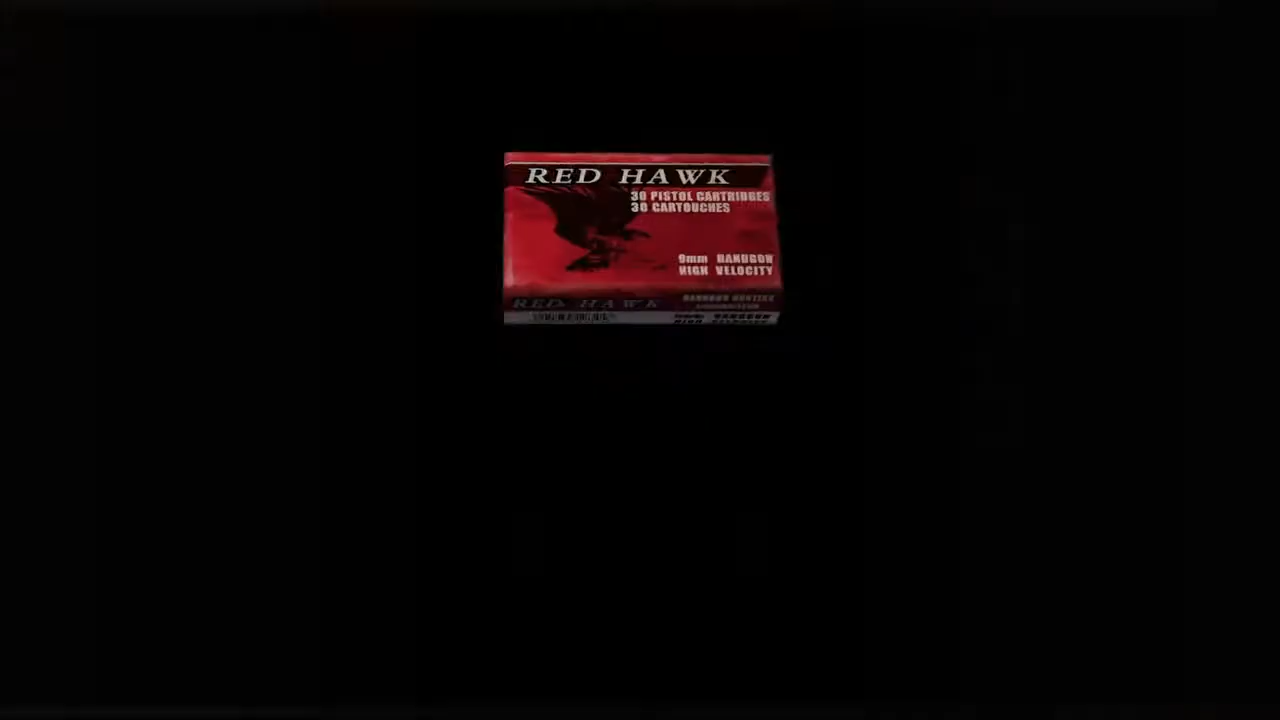 RED HAWK
30 PISTOL CARTRIDGES
30 CARTOUCHES
9mm HANDGUN
HIGH VELOCITY
RED HAWK